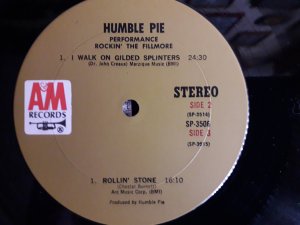 HUMBLE PIE
PERFORMANCE
ROCKIN' THE FILLMORE
1. I WALK ON GILDED SPLINTERS 24:30
(Dr. John Creaux) Marzique Music (BMI)
STEREO
SIDE 2
(SP-3514)
A&M
RECORDS
SP-3506
SIDE 3
(SP-3515)
1. ROLLIN' STONE 16:10
(Chester Burnett)
Arc Music Corp. (BMI)
Produced by Humble Pie